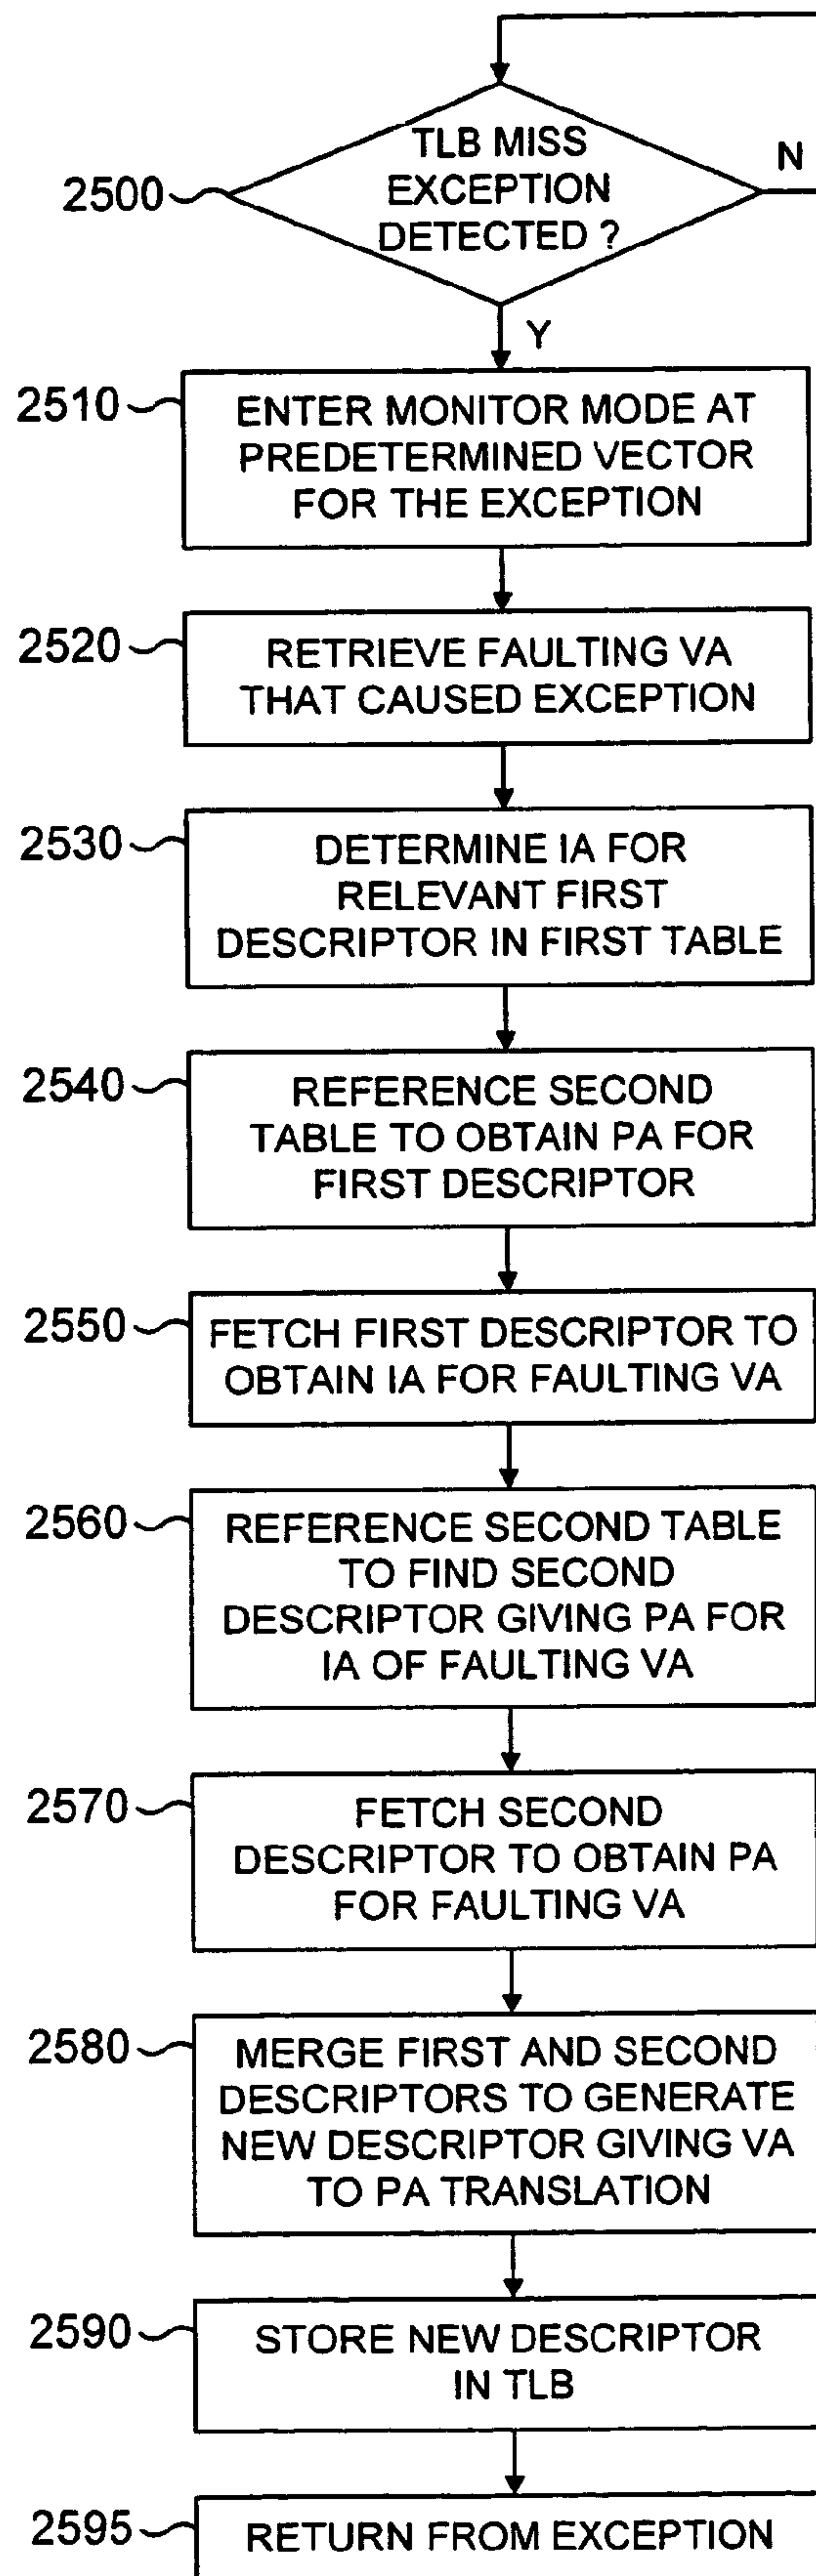 TLB MISS
EXCEPTION
DETECTED ?
N
2500
Y
2510
ENTER MONITOR MODE AT
PREDETERMINED VECTOR
FOR THE EXCEPTION
2520
RETRIEVE FAULTING VA
THAT CAUSED EXCEPTION
2530
DETERMINE IA FOR
RELEVANT FIRST
DESCRIPTOR IN FIRST TABLE
2540
REFERENCE SECOND
TABLE TO OBTAIN PA FOR
FIRST DESCRIPTOR
2550
FETCH FIRST DESCRIPTOR TO
OBTAIN IA FOR FAULTING VA
2560
REFERENCE SECOND TABLE
TO FIND SECOND
DESCRIPTOR GIVING PA FOR
IA OF FAULTING VA
2570
FETCH SECOND
DESCRIPTOR TO OBTAIN PA
FOR FAULTING VA
2580
MERGE FIRST AND SECOND
DESCRIPTORS TO GENERATE
NEW DESCRIPTOR GIVING VA
TO PA TRANSLATION
2590
STORE NEW DESCRIPTOR
IN TLB
2595
RETURN FROM EXCEPTION